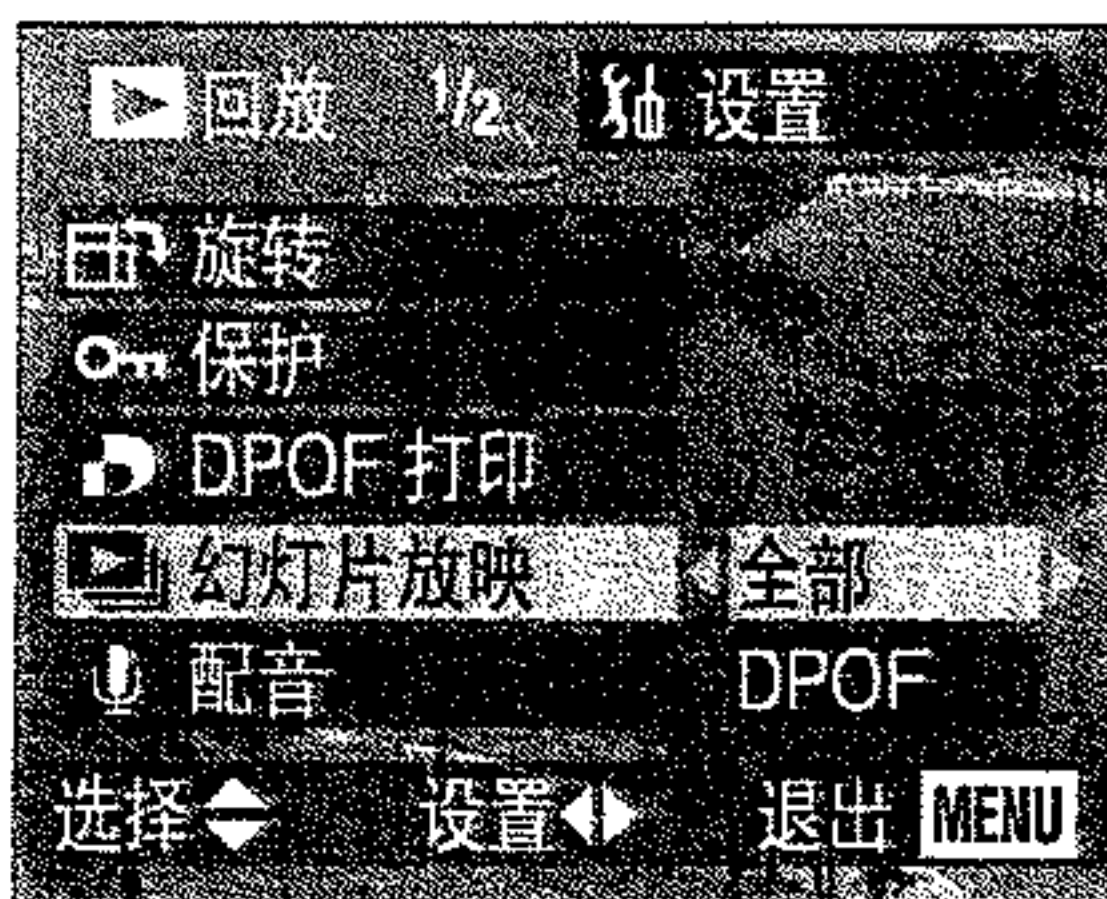 回放 1/2 设置
旋转
保护
DPOF 打印
幻灯片放映 全部
配音 DPOF
选择 设置 退出 MENU